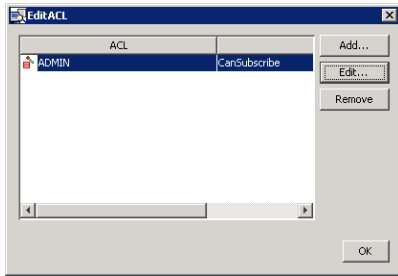 EditACL
ACL
Add...
ADMIN
CanSubscribe
Edit...
Remove
OK